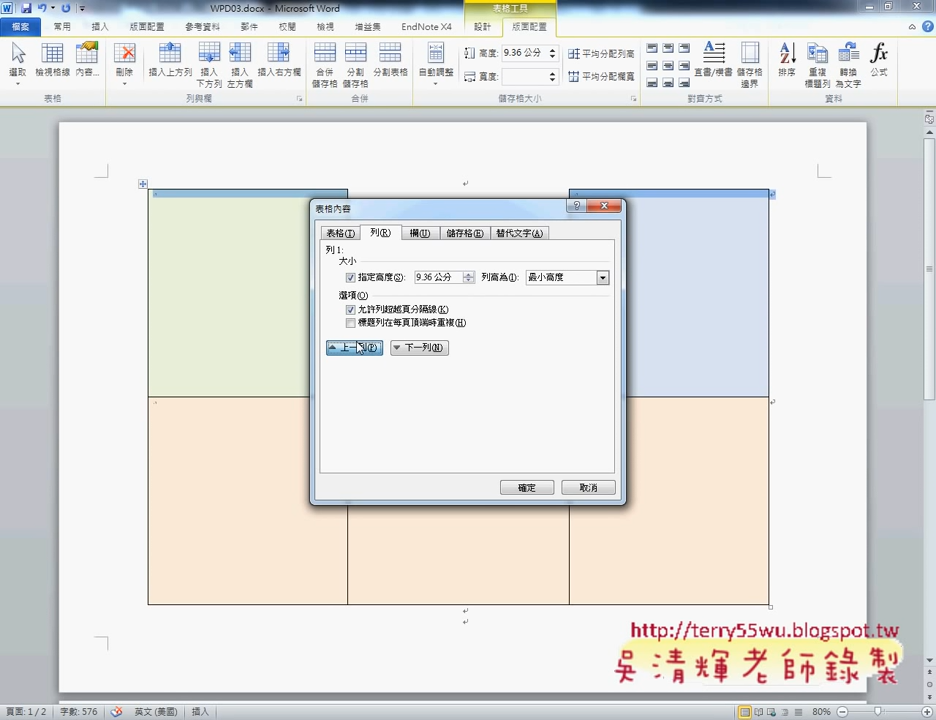 WPD03.docx - Microsoft Word
表格工具
檔案 常用 插入 版面配置 參考資料 郵件 校閱 檢視 增益集 EndNote X4 設計 版面配置
選取 檢視格線 內容... 刪除 插入上方列 插入下方列 插入左方欄 插入右方欄 合併儲存格 分割儲存格 分割表格 自動調整 高度: 9.36 公分 寬度: 平均分配列高 平均分配欄寬 直書/橫書 儲存格邊界 排序 重複標題列 轉換為文字 公式
表格 列與欄 合併 儲存格大小 對齊方式 資料
表格內容
表格(T) 列(R) 欄(U) 儲存格(E) 替代文字(A)
列 1:
大小
指定高度(S): 9.36 公分 列高為(I): 最小高度
選項(O)
允許列超越頁分隔線(K)
標題列在每頁頂端時重複(H)
上一列(P) 下一列(N)
確定 取消
http://terry55wu.blogspot.tw
吳清輝老師錄製
頁面: 1 / 2 字數: 576 英文 (美國) 插入 80%